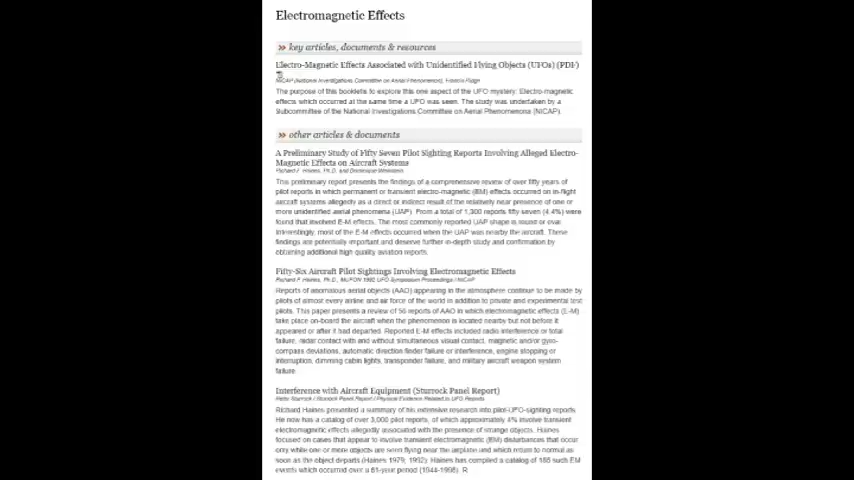 Electromagnetic Effects
» key articles, documents & resources
Electro-Magnetic Effects Associated with Unidentified Flying Objects (UFOs) (PDF)
NICAP (National Investigations Committee on Aerial Phenomenon), Francis Ridge
The purpose of this booklet is to explore this one aspect of the UFO mystery: Electro-magnetic
effects which occurred at the same time a UFO was seen. The study was undertaken by a
Subcommittee of the National Investigations Committee on Aerial Phenomenoma (NICAP).
» other articles & documents
A Preliminary Study of Fifty Seven Pilot Sighting Reports Involving Alleged Electro-
Magnetic Effects on Aircraft Systems
Richard F. Haines, Ph.D. and Dominique Weinstein
This preliminary report presents the findings of a comprehensive review of over fifty years of
pilot reports in which permanent or transient electro-magnetic (EM) effects occurred on in-flight
aircraft systems allegedly as a direct or indirect result of the relatively near presence of one or
more unidentified aerial phenomena (UAP). From a total of 1,300 reports fifty seven (4.4%) were
found that involved E-M effects. The most commonly reported UAP shape is round or oval.
Interestingly, most of the E-M effects occurred when the UAP was nearby the aircraft. These
findings are potentially important and deserve further in-depth study and confirmation by
obtaining additional high quality aviation reports.
Fifty-Six Aircraft Pilot Sightings Involving Electromagnetic Effects
Richard F. Haines, Ph.D., MUFON 1992 UFO Symposium Proceedings / NICAP
Reports of anomalous aerial objects (AAO) appearing in the atmosphere continue to be made by
pilots of almost every airline and air force of the world in addition to private and experimental test
pilots. This paper presents a review of 56 reports of AAO in which electromagnetic effects (E-M)
take place on-board the aircraft when the phenomenon is located nearby but not before it
appeared or after it had departed. Reported E-M effects included radio interference or total
failure, radar contact with and without simultaneous visual contact, magnetic and/or gyro-
compass deviations, automatic direction finder failure or interference, engine stopping or
interruption, dimming cabin lights, transponder failure, and military aircraft weapon system
failure.
Interference with Aircraft Equipment (Sturrock Panel Report)
Peter Sturrock / Sturrock Panel Report / Physical Evidence Related to UFO Reports
Richard Haines presented a summary of his extensive research into pilot-UFO-sighting reports.
He now has a catalog of over 3,000 pilot reports, of which approximately 4% involve transient
electromagnetic effects allegedly associated with the presence of strange objects. Haines
focused on cases that appear to involve transient electromagnetic (EM) disturbances that occur
only while one or more objects are seen flying near the airplane and which return to normal as
soon as the object departs (Haines 1979; 1992). Haines has compiled a catalog of 185 such EM
events which occurred over a 51-year period (1944-1995). R.